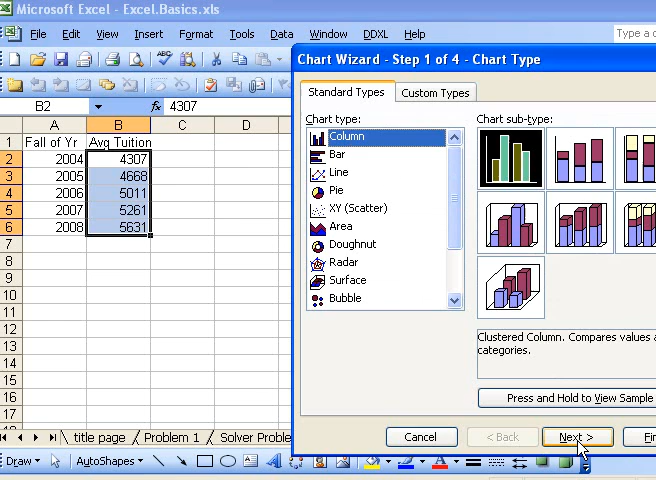 Microsoft Excel - Excel.Basics.xls
File Edit View Insert Format Tools Data Window DDXL Help
Type a
B2 fx 4307
A B C D
1 Fall of Yr Avg Tuition
2 2004 4307
3 2005 4668
4 2006 5011
5 2007 5261
6 2008 5631
7
8
9
10
11
12
13
14
15
16
17
title page Problem 1 Solver Proble
Draw AutoShapes
Chart Wizard - Step 1 of 4 - Chart Type
Standard Types Custom Types
Chart type:
Column
Bar
Line
Pie
XY (Scatter)
Area
Doughnut
Radar
Surface
Bubble
Chart sub-type:
Clustered Column. Compares values a
categories.
Press and Hold to View Sample
Cancel < Back Next > Fi